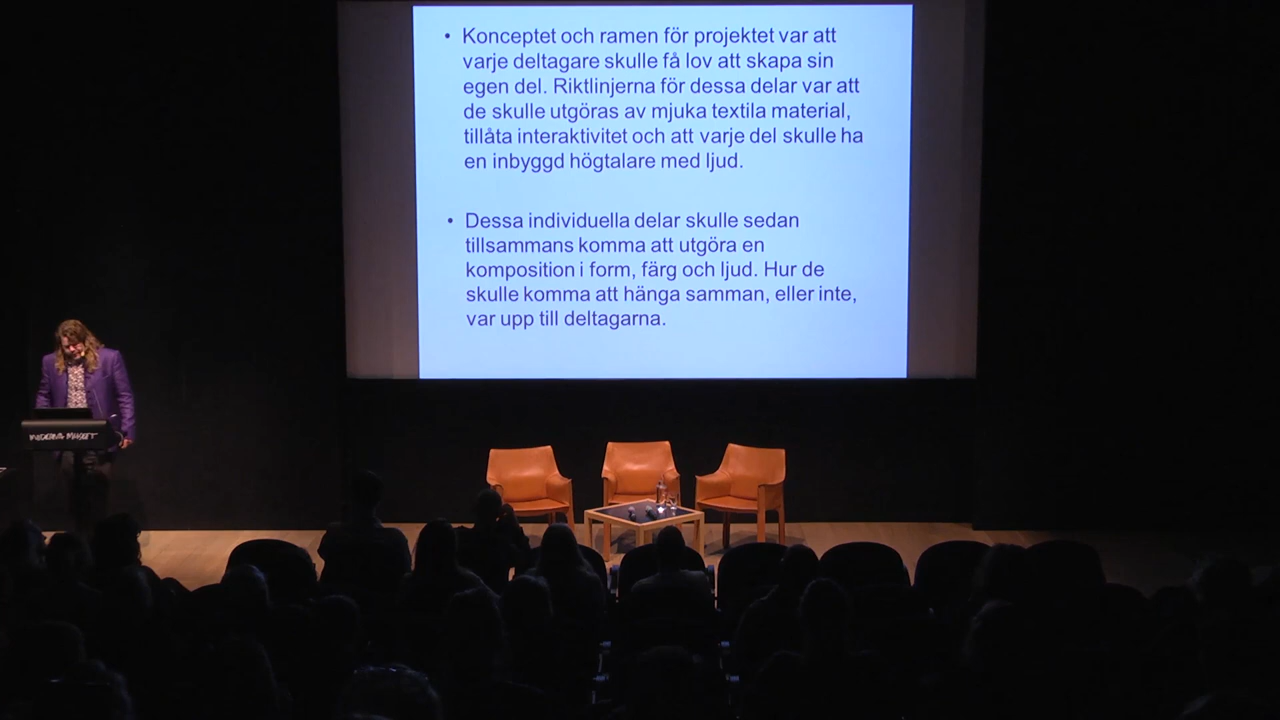 • Konceptet och ramen för projektet var att
varje deltagare skulle få lov att skapa sin
egen del. Riktlinjerna för dessa delar var att
de skulle utgöras av mjuka textila material,
tillåta interaktivitet och att varje del skulle ha
en inbyggd högtalare med ljud.
• Dessa individuella delar skulle sedan
tillsammans komma att utgöra en
komposition i form, färg och ljud. Hur de
skulle komma att hänga samman, eller inte,
var upp till deltagarna.
MODERNA MUSEET